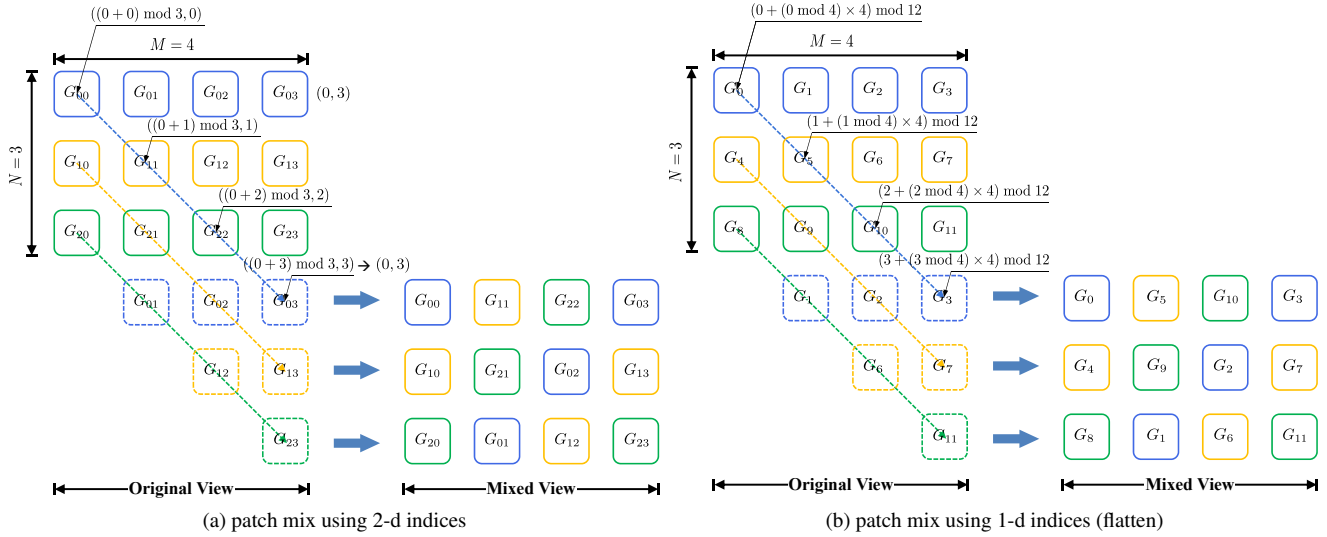 ((0 + 0) mod 3, 0)
M = 4
N = 3
G00 G01 G02 G03 (0, 3)
((0 + 1) mod 3, 1)
G10 G11 G12 G13
((0 + 2) mod 3, 2)
G20 G21 G22 G23
((0 + 3) mod 3, 3) → (0, 3)
G01 G02 G03
G00 G11 G22 G03
G12 G13
G10 G21 G02 G13
G23
G20 G01 G12 G23
Original View
Mixed View
(a) patch mix using 2-d indices
(0 + (0 mod 4) × 4) mod 12
M = 4
N = 3
G0 G1 G2 G3
(1 + (1 mod 4) × 4) mod 12
G4 G5 G6 G7
(2 + (2 mod 4) × 4) mod 12
G8 G9 G10 G11
(3 + (3 mod 4) × 4) mod 12
G1 G2 G3
G0 G5 G10 G3
G6 G7
G4 G9 G2 G7
G11
G8 G1 G6 G11
Original View
Mixed View
(b) patch mix using 1-d indices (flatten)